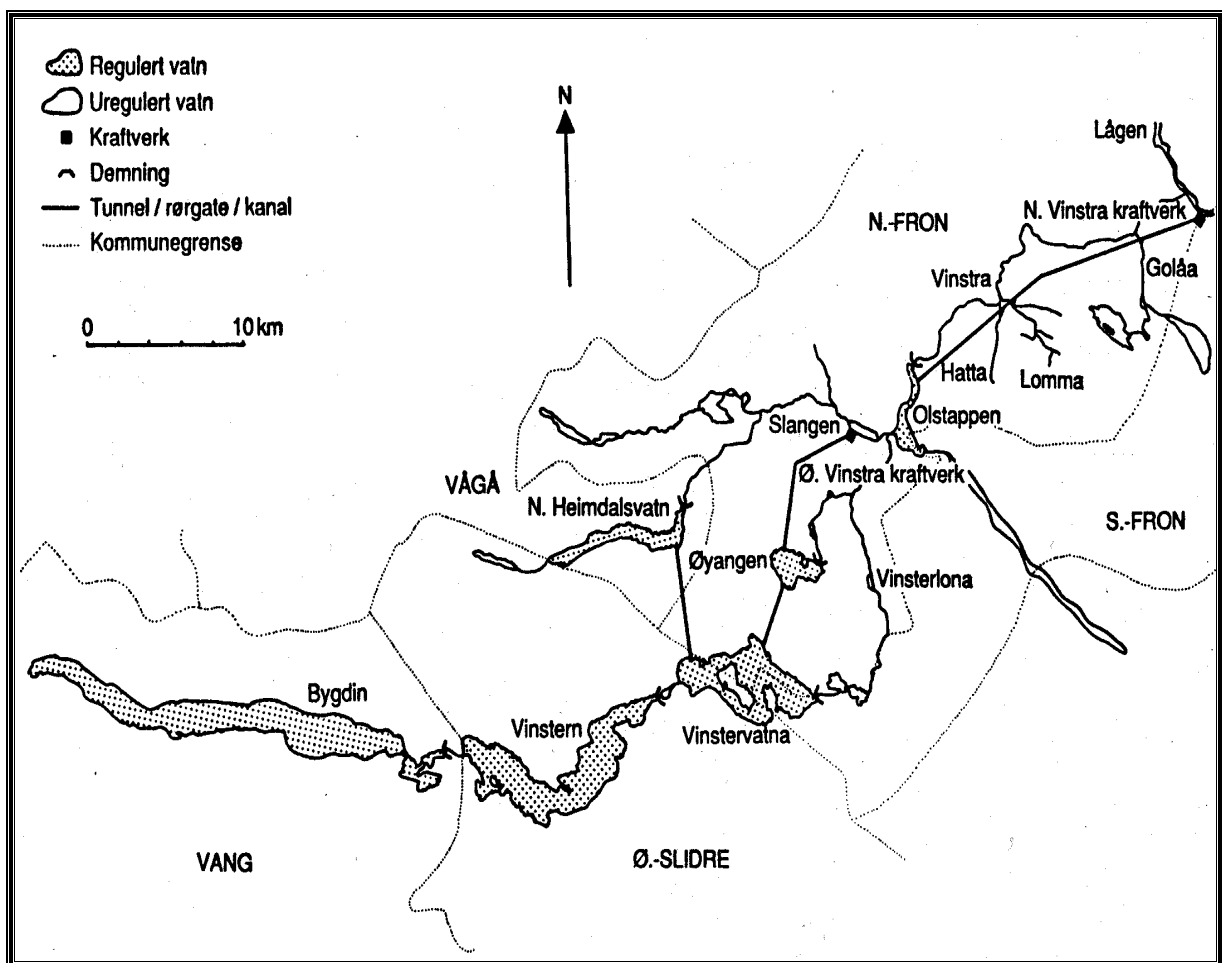 Regulert vatn
Uregulert vatn
Kraftverk
Demning
Tunnel / rørgate / kanal
Kommunegrense
0 10 km
N
Lågen
N. Vinstra kraftverk
N.-FRON
Golåa
Vinstra
Hatta
Lomma
Olstappen
Slangen
Ø. Vinstra kraftverk
VÅGÅ
N. Heimdalsvatn
S.-FRON
Øyangen
Vinsterlona
Bygdin
Vinstern
Vinstervatna
VANG
Ø.-SLIDRE